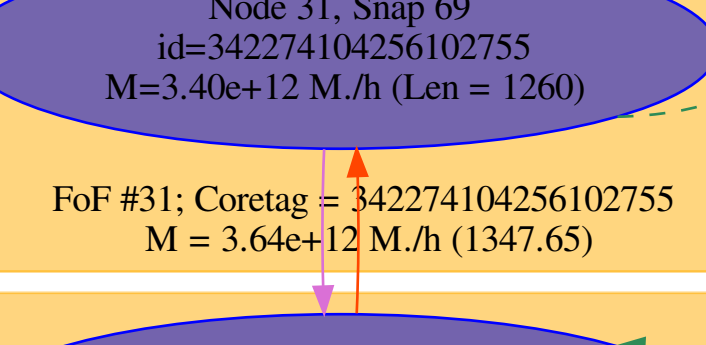 Node 31, Snap 69
id=342274104256102755
M=3.40e+12 M./h (Len = 1260)
FoF #31; Coretag = 342274104256102755
M = 3.64e+12 M./h (1347.65)